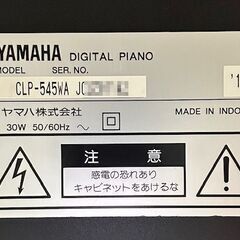 YAMAHA DIGITAL PIANO
MODEL SERIAL NO.
CLP-545WA
ヤマハ株式会社
30W 50/60Hz
MADE IN INDO
注 意
感電の恐れあり
キャビネットをあけるな